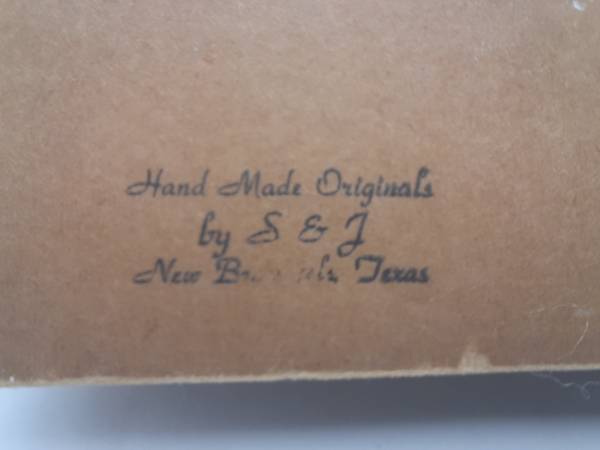 Hand Made Originals
by S & J
New Texas